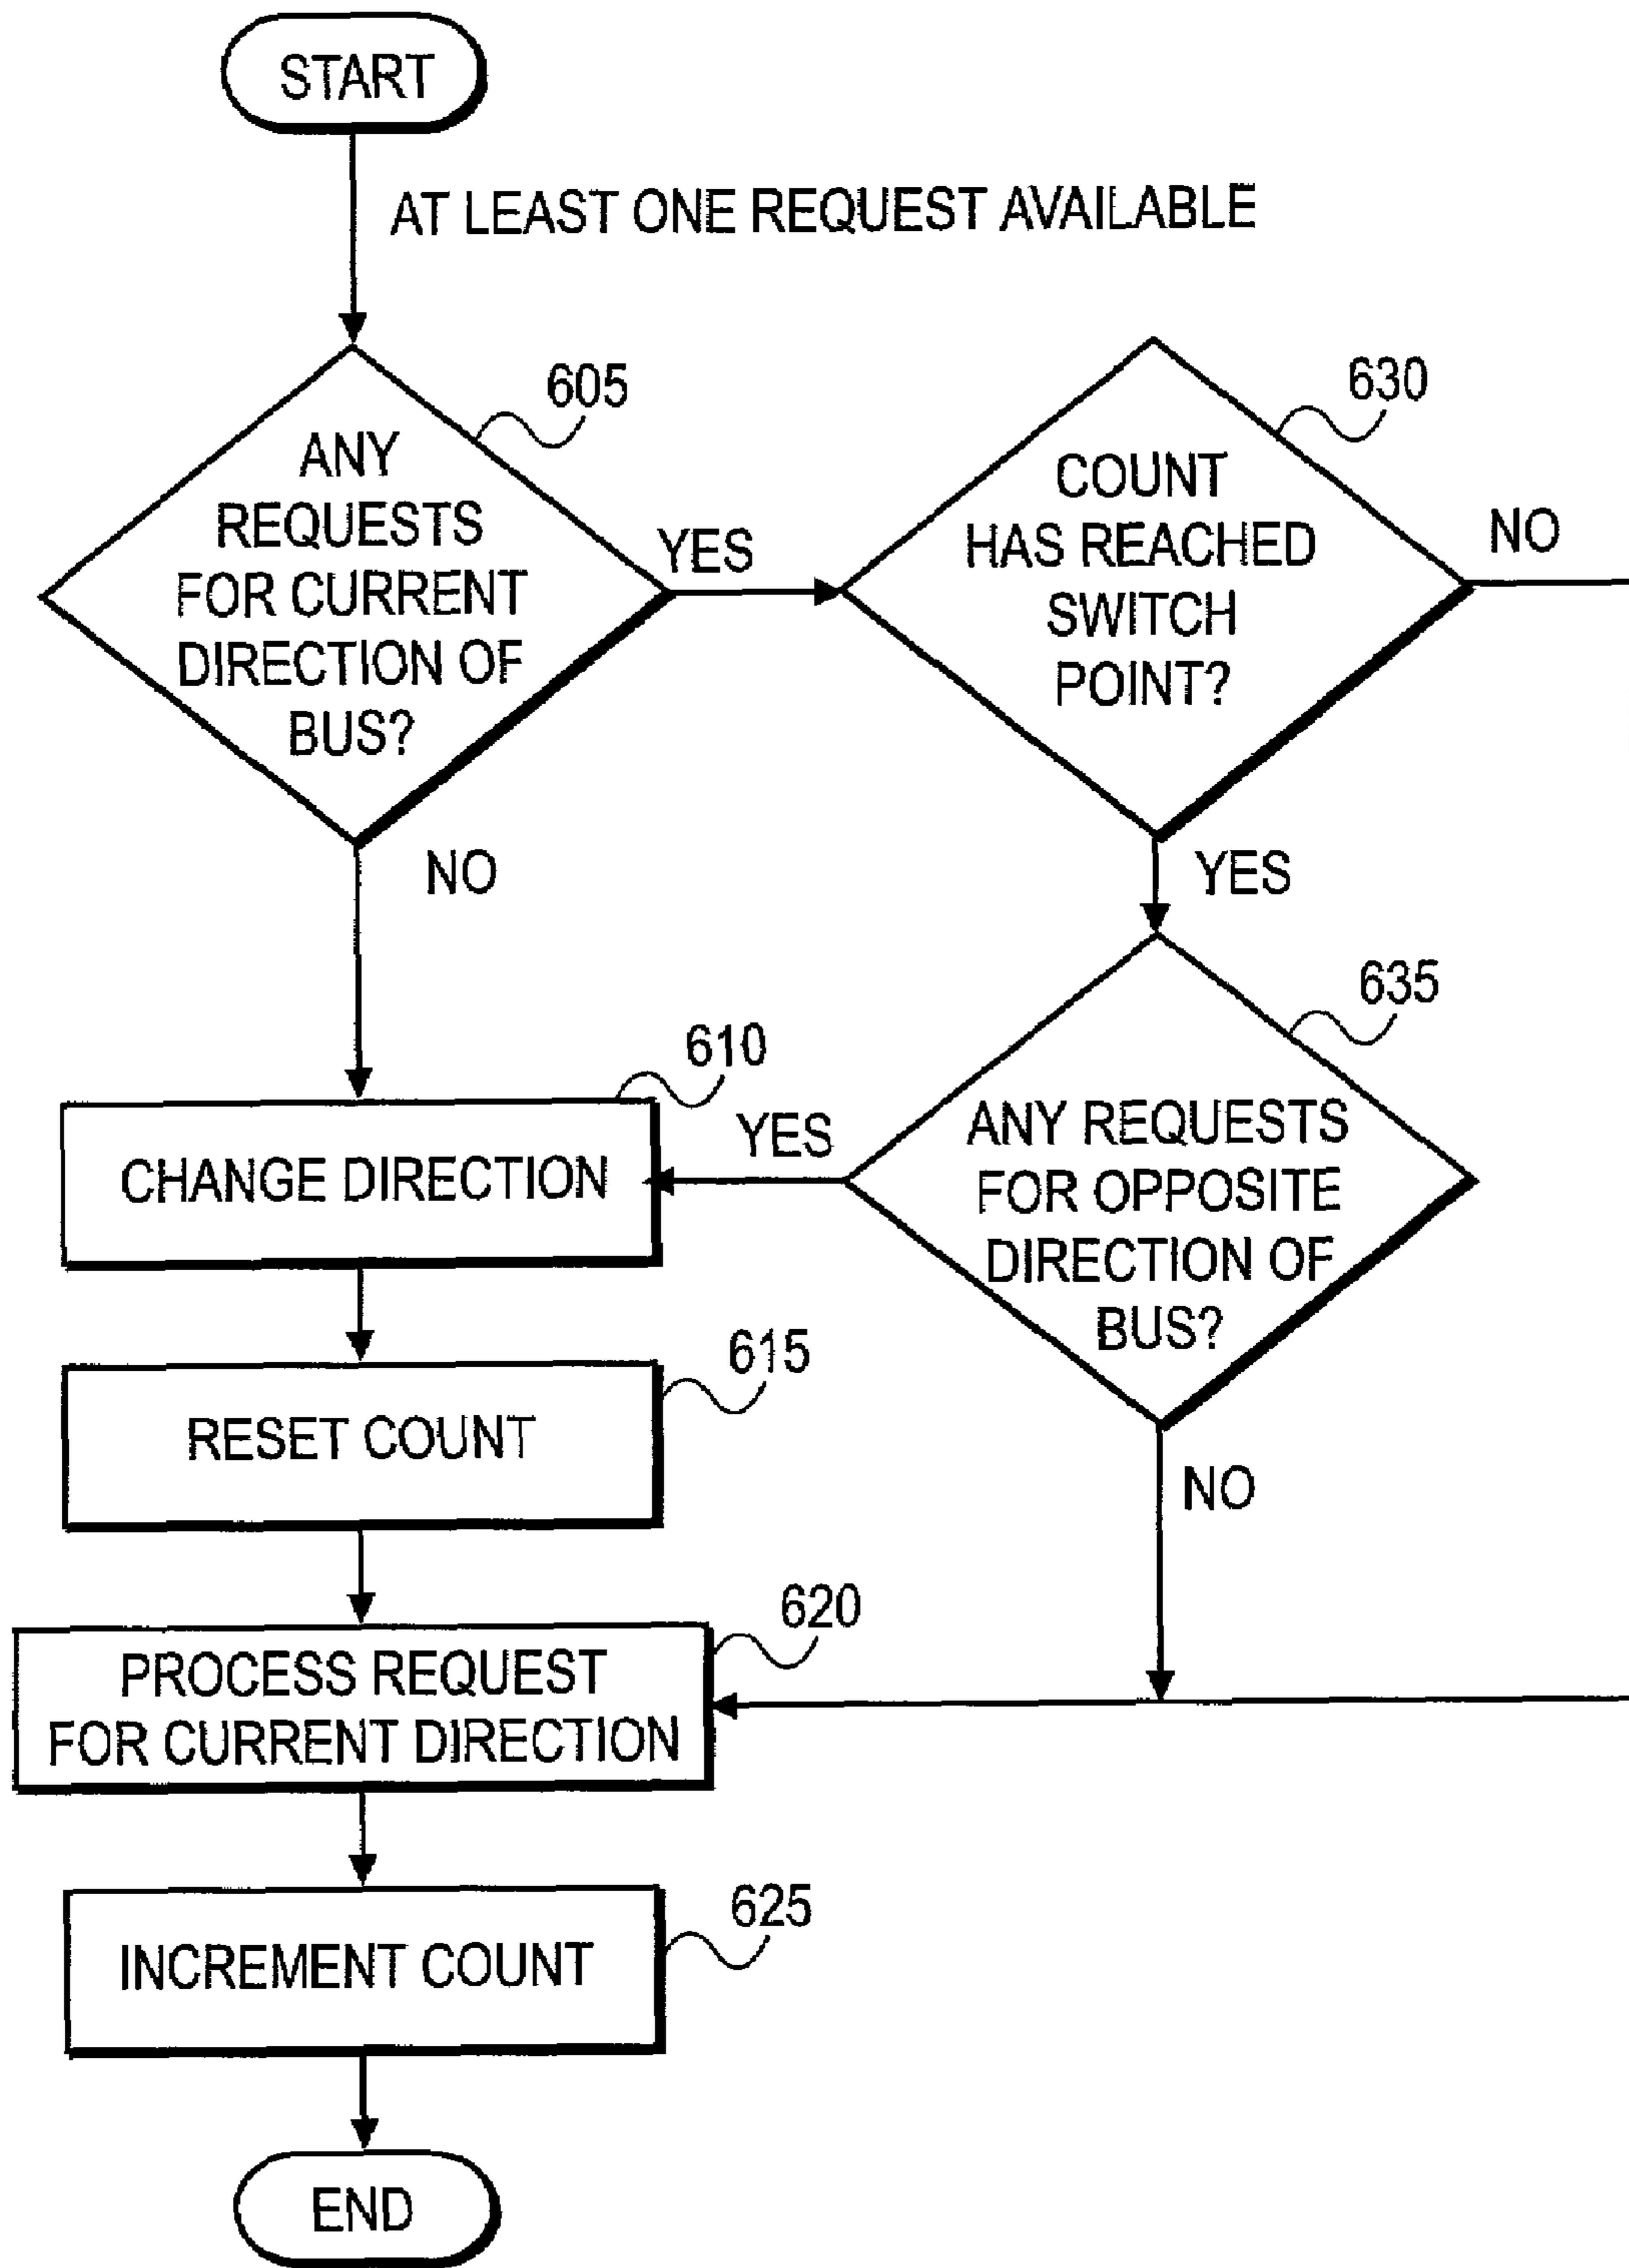 START
AT LEAST ONE REQUEST AVAILABLE
605
ANY
REQUESTS
FOR CURRENT
DIRECTION OF
BUS?
YES
NO
630
COUNT
HAS REACHED
SWITCH
POINT?
NO
YES
635
ANY REQUESTS
FOR OPPOSITE
DIRECTION OF
BUS?
YES
NO
610
CHANGE DIRECTION
615
RESET COUNT
620
PROCESS REQUEST
FOR CURRENT DIRECTION
625
INCREMENT COUNT
END